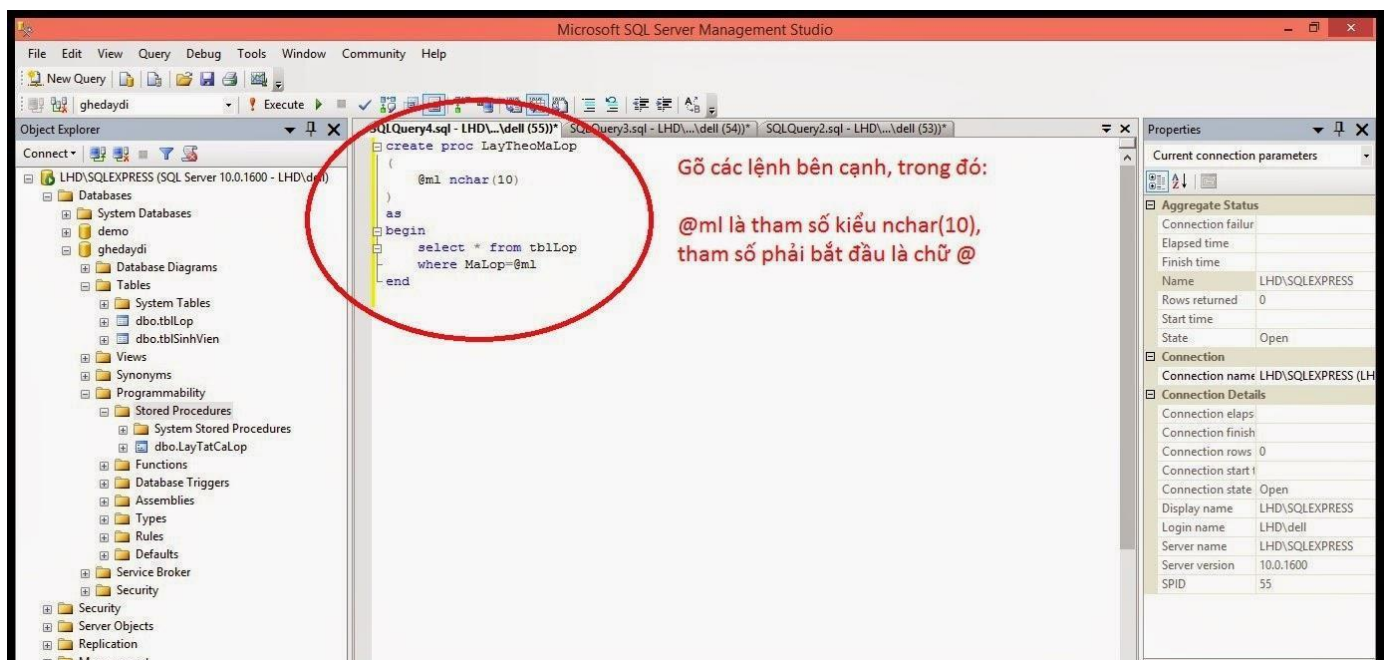 Microsoft SQL Server Management Studio
File Edit View Query Debug Tools Window Community Help
New Query
ghedaydi Execute
Object Explorer
Connect
LHD\SQLEXPRESS (SQL Server 10.0.1600 - LHD\dell)
Databases
System Databases
demo
ghedaydi
Database Diagrams
Tables
System Tables
dbo.tblLop
dbo.tblSinhVien
Views
Synonyms
Programmability
Stored Procedures
System Stored Procedures
dbo.LayTatCaLop
Functions
Database Triggers
Assemblies
Types
Rules
Defaults
Service Broker
Security
Security
Server Objects
Replication
SQLQuery4.sql - LHD\...\dell (55))* SQLQuery3.sql - LHD\...\dell (54))* SQLQuery2.sql - LHD\...\dell (53))*
create proc LayTheoMaLop
(
@ml nchar(10)
)
as
begin
select * from tblLop
where MaLop=@ml
end
Gõ các lệnh bên cạnh, trong đó:
@ml là tham số kiểu nchar(10),
tham số phải bắt đầu là chữ @
Properties
Current connection parameters
Aggregate Status
Connection failur
Elapsed time
Finish time
Name LHD\SQLEXPRESS
Rows returned 0
Start time
State Open
Connection
Connection name LHD\SQLEXPRESS (LH
Connection Details
Connection elaps
Connection finish
Connection rows 0
Connection start t
Connection state Open
Display name LHD\SQLEXPRESS
Login name LHD\dell
Server name LHD\SQLEXPRESS
Server version 10.0.1600
SPID 55